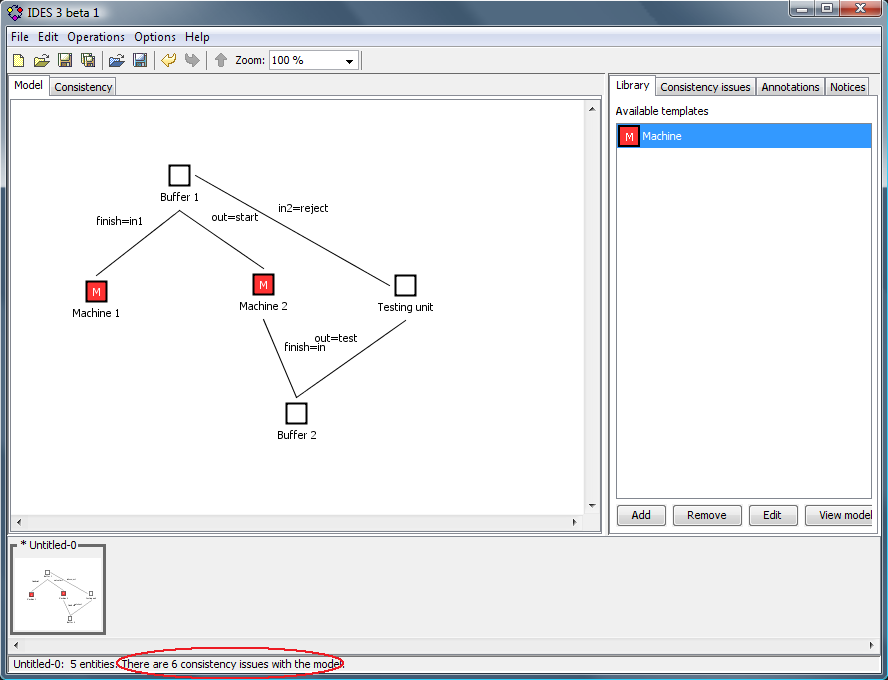 IDES 3 beta 1
File Edit Operations Options Help
Zoom: 100 %
Model Consistency
Library Consistency issues Annotations Notices
Available templates
M Machine
Buffer 1
in2=reject
finish=in1
out=start
M
M
Machine 1
Machine 2
Testing unit
out=test
finish=in
Buffer 2
Add Remove Edit View model
* Untitled-0
Untitled-0: 5 entities. There are 6 consistency issues with the model.